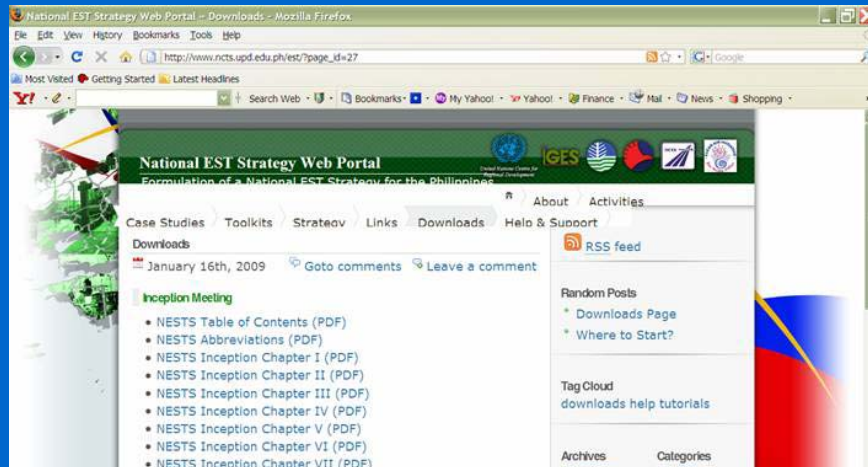 National EST Strategy Web Portal – Downloads - Mozilla Firefox
File Edit View History Bookmarks Tools Help
http://www.ncts.upd.edu.ph/est/?page_id=27
Google
Most Visited Getting Started Latest Headlines
Y! Search Web Bookmarks My Yahoo! Yahoo! Finance Mail News Shopping
National EST Strategy Web Portal
Formulation of a National EST Strategy for the Philippines
United Nations Centre for
Regional Development
IGES
About Activities
Case Studies Toolkits Strategy Links Downloads Help & Support
Downloads
January 16th, 2009 Goto comments Leave a comment
RSS feed
Inception Meeting
NESTS Table of Contents (PDF)
NESTS Abbreviations (PDF)
NESTS Inception Chapter I (PDF)
NESTS Inception Chapter II (PDF)
NESTS Inception Chapter III (PDF)
NESTS Inception Chapter IV (PDF)
NESTS Inception Chapter V (PDF)
NESTS Inception Chapter VI (PDF)
NESTS Inception Chapter VII (PDF)
Random Posts
Downloads Page
Where to Start?
Tag Cloud
downloads help tutorials
Archives Categories